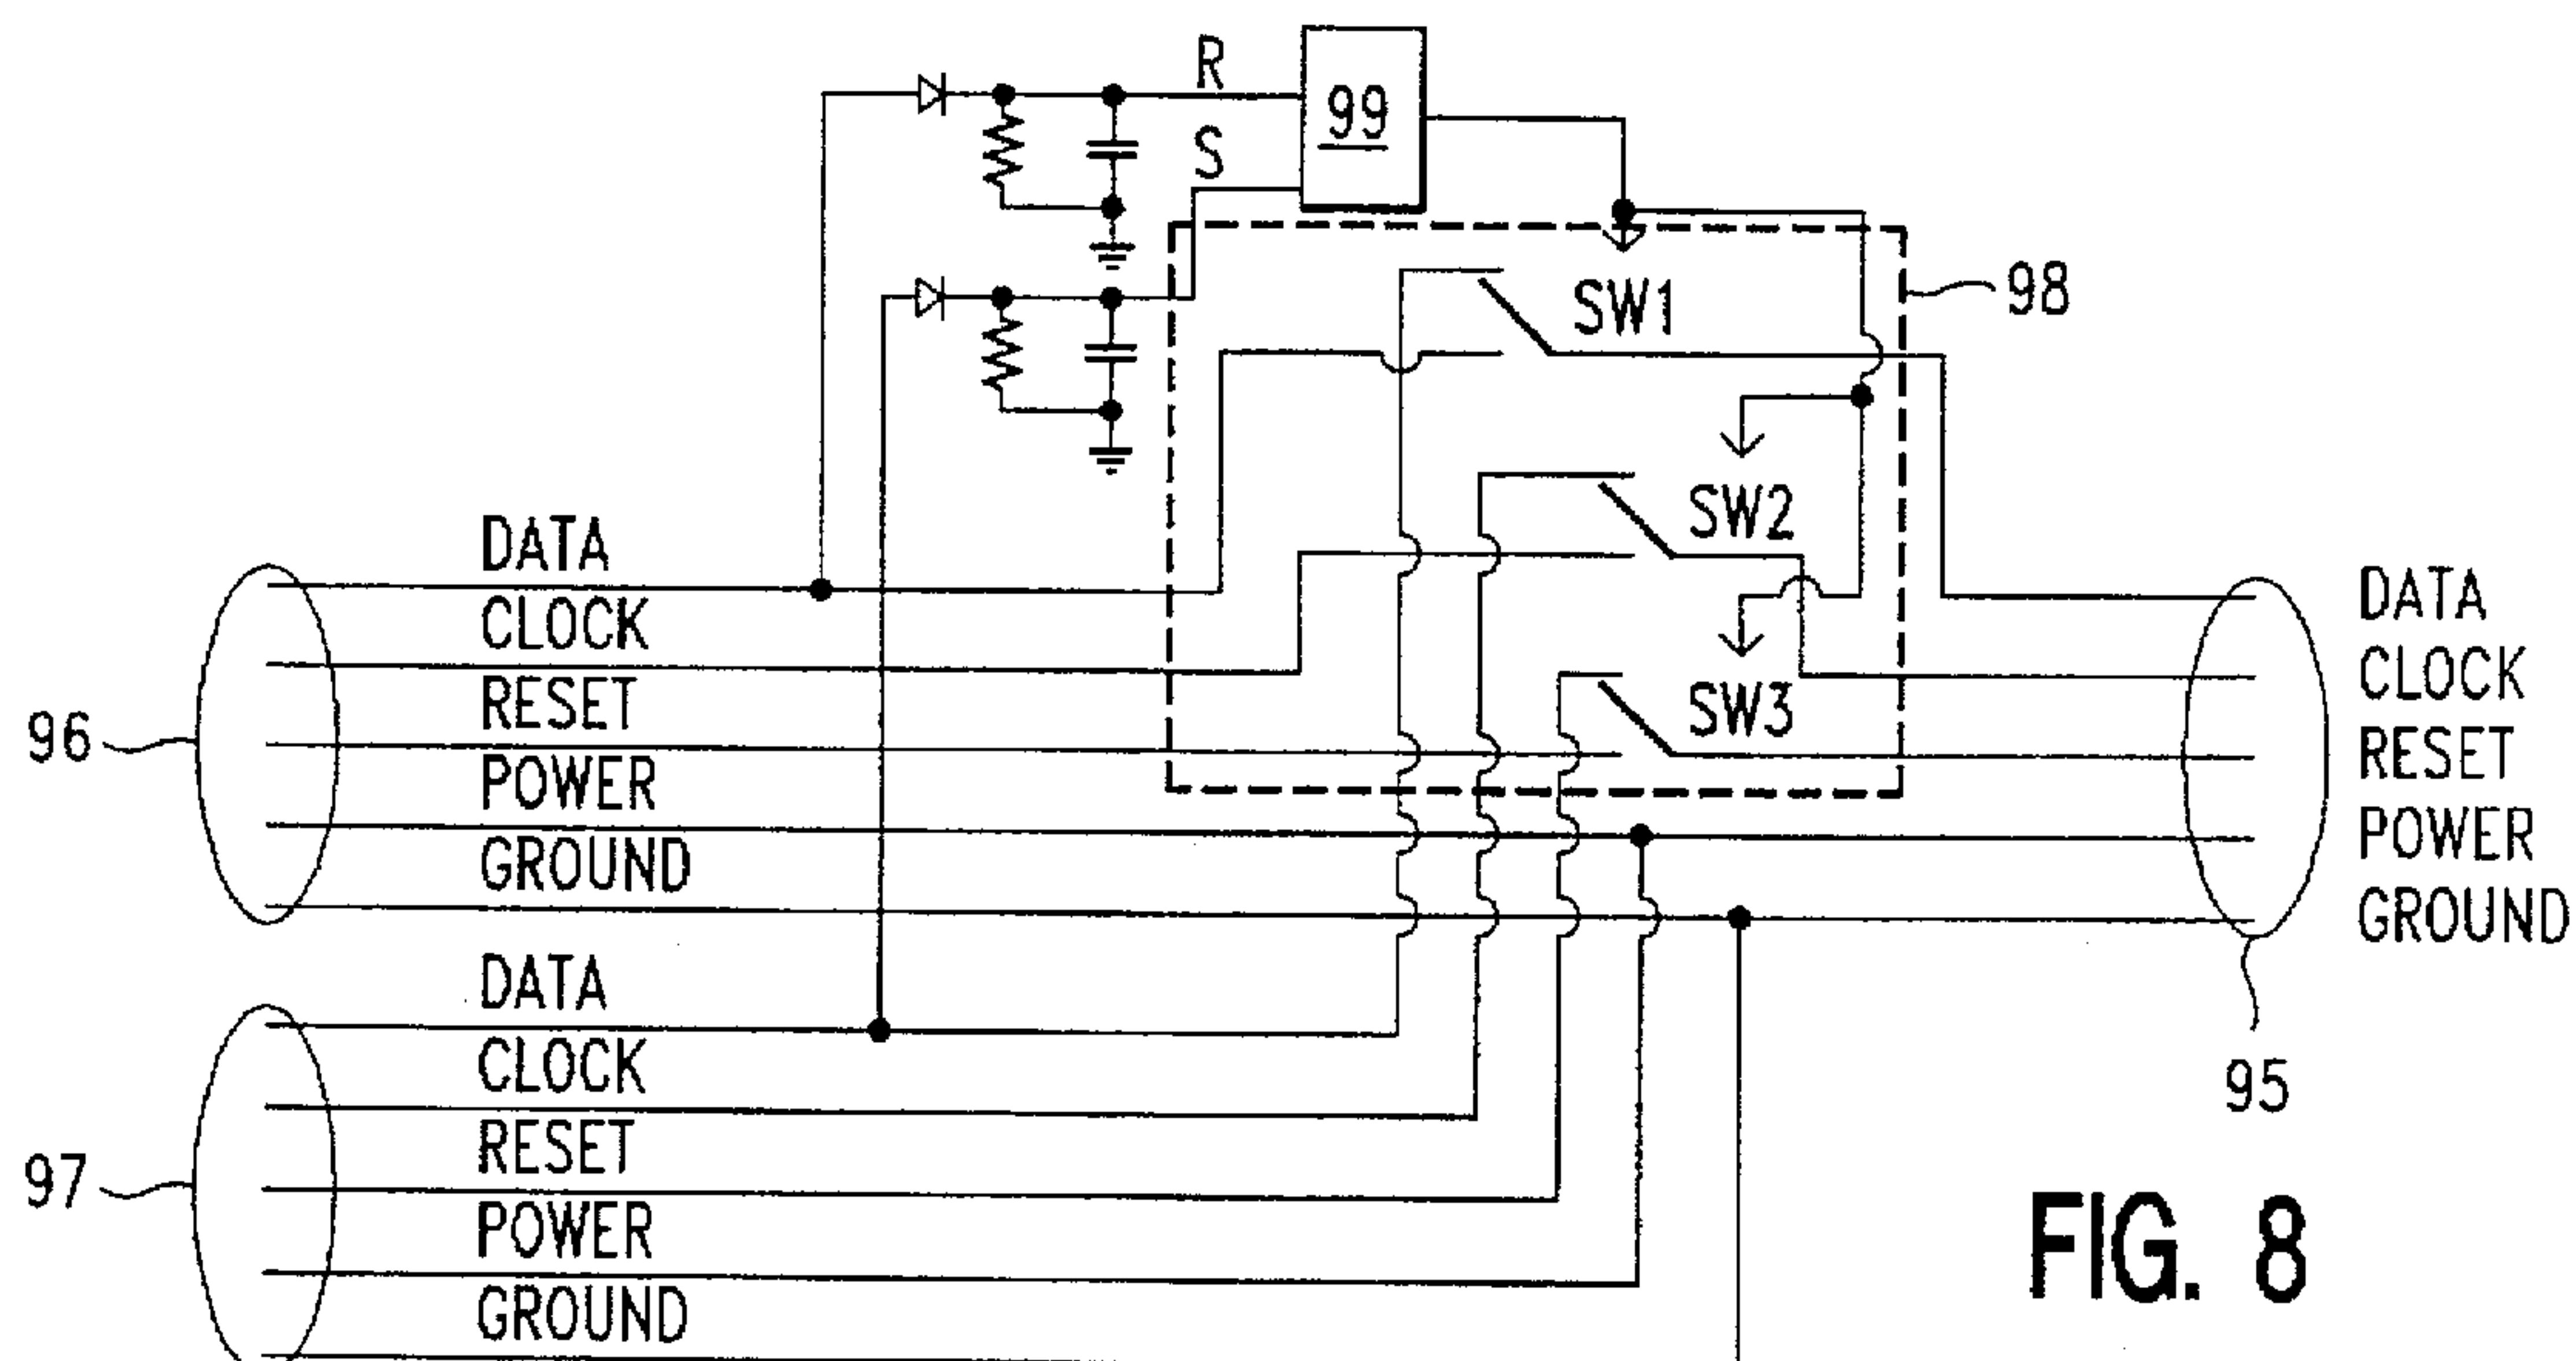 R
99
S
98
SW1
SW2
SW3
DATA
CLOCK
RESET
POWER
GROUND
96
DATA
CLOCK
RESET
POWER
GROUND
95
DATA
CLOCK
RESET
POWER
GROUND
97
FIG. 8